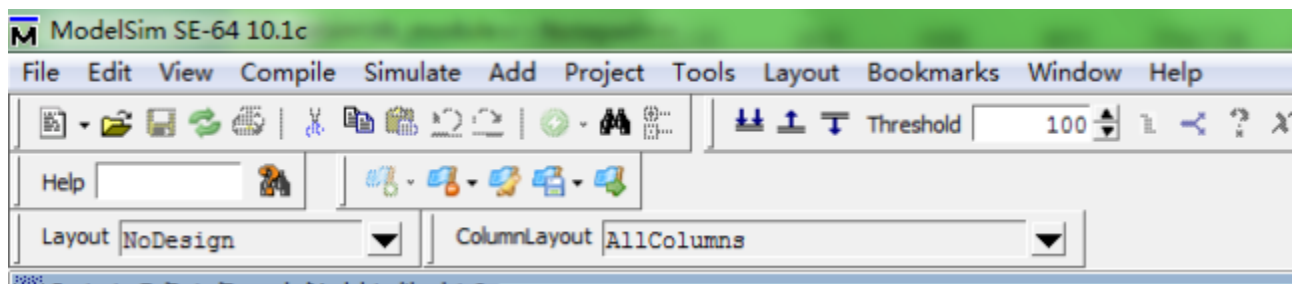 ModelSim SE-64 10.1c
File Edit View Compile Simulate Add Project Tools Layout Bookmarks Window Help
Threshold 100
Help
Layout NoDesign ColumnLayout AllColumns